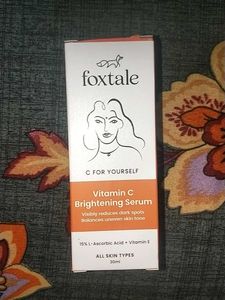 foxtale
C FOR YOURSELF
Vitamin C
Brightening Serum
Visibly reduces dark spots
Balances uneven skin tone
15% L-Ascorbic Acid + Vitamin E
ALL SKIN TYPES
30ml